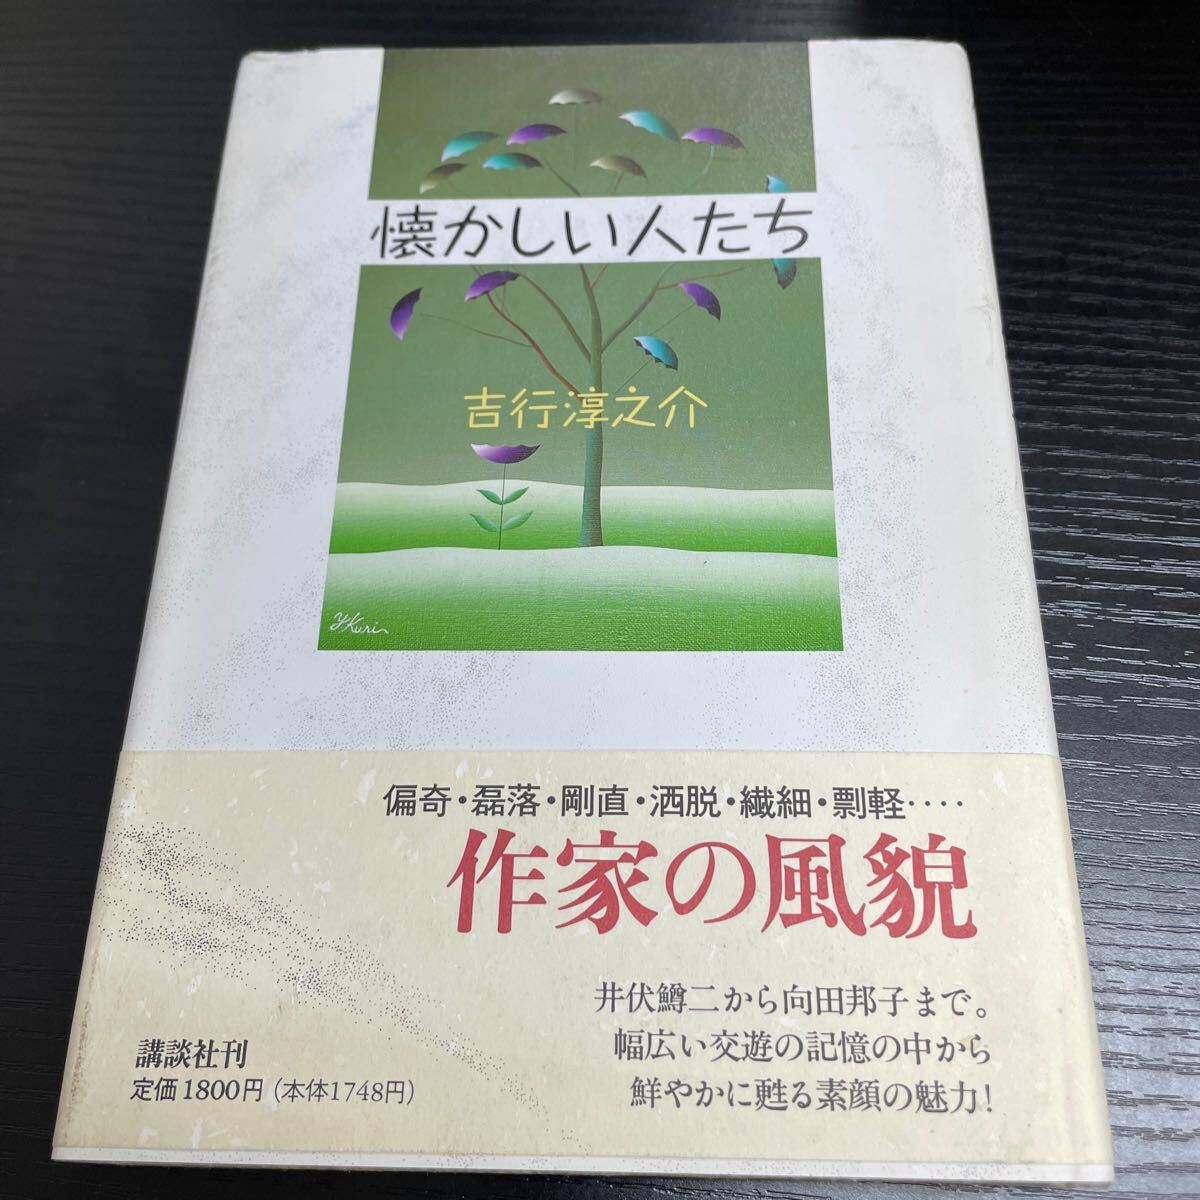 懐かしい人たち
吉行淳之介
Y.Kuri
偏奇・磊落・剛直・洒脱・繊細・剽軽‥‥
作家の風貌
井伏鱒二から向田邦子まで。
幅広い交遊の記憶の中から
鮮やかに甦る素顔の魅力!
講談社刊
定価1800円(本体1748円)